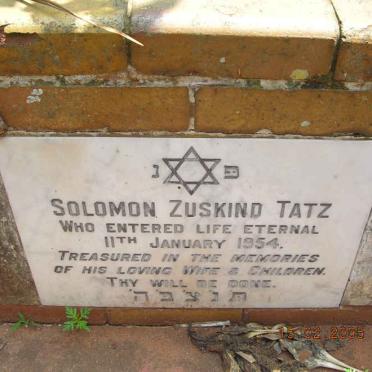 פ נ
SOLOMON ZUSKIND TATZ
WHO ENTERED LIFE ETERNAL
11TH JANUARY 1954.
TREASURED IN THE MEMORIES
OF HIS LOVING WIFE & CHILDREN.
THY WILL BE DONE.
תנצבה'